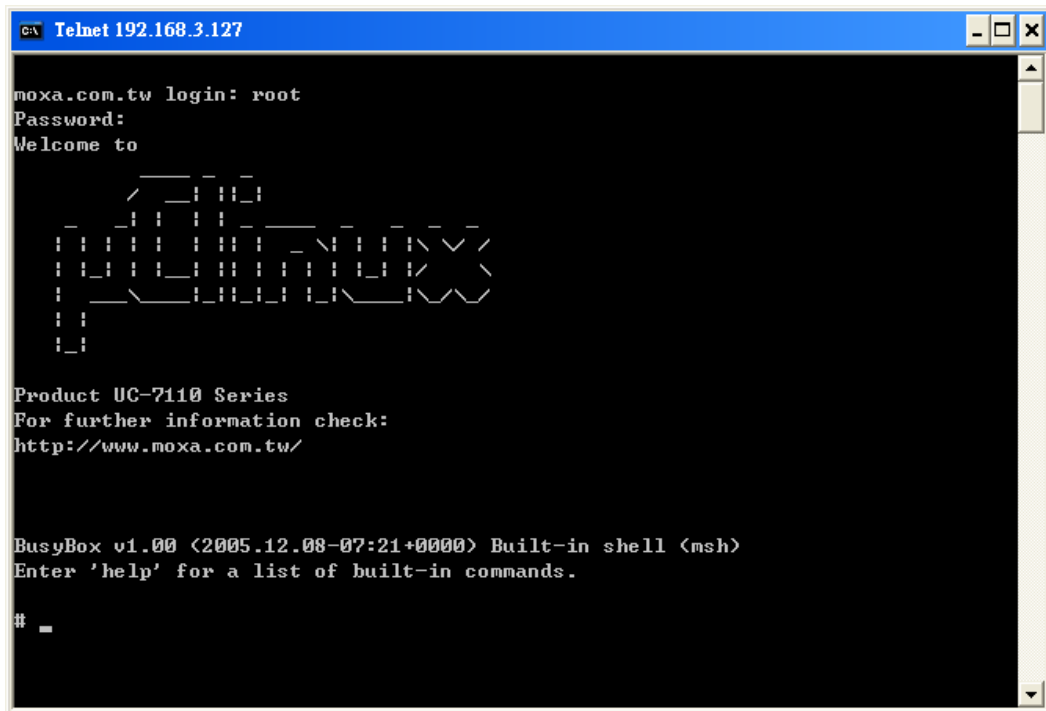 Telnet 192.168.3.127
moxa.com.tw login: root
Password:
Welcome to
µClinux
Product UC-7110 Series
For further information check:
http://www.moxa.com.tw/
BusyBox v1.00 (2005.12.08-07:21+0000) Built-in shell (msh)
Enter 'help' for a list of built-in commands.
# _